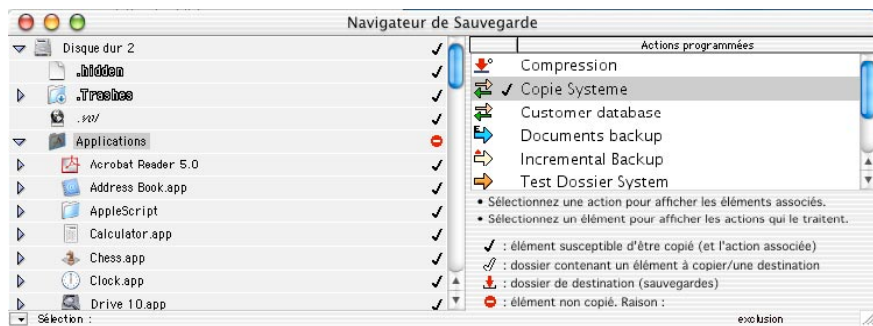 Navigateur de Sauvegarde
Disque dur 2
.hidden
.Trashes
.vol
Applications
Acrobat Reader 5.0
Address Book.app
AppleScript
Calculator.app
Chess.app
Clock.app
Drive 10.app
Sélection :
Actions programmées
Compression
Copie Systeme
Customer database
Documents backup
Incremental Backup
Test Dossier System
• Sélectionnez une action pour afficher les éléments associés.
• Sélectionnez un élément pour afficher les actions qui le traitent.
: élément susceptible d'être copié (et l'action associée)
: dossier contenant un élément à copier/une destination
: dossier de destination (sauvegardes)
: élément non copié. Raison :
exclusion